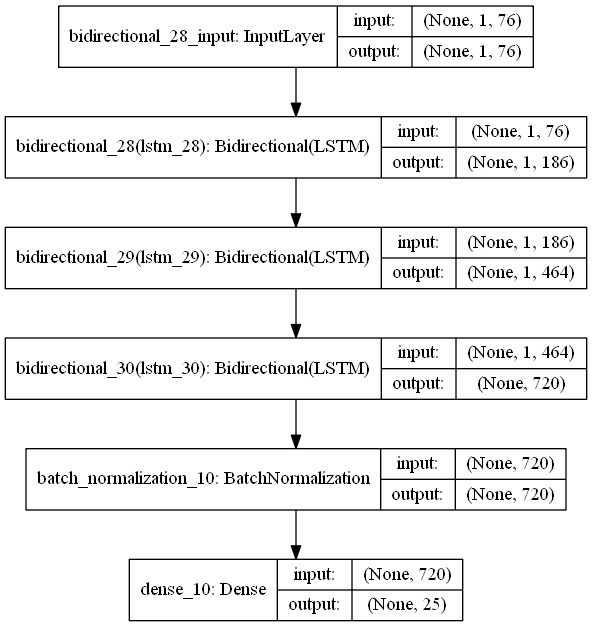 bidirectional_28_input: InputLayer input: (None, 1, 76)
output: (None, 1, 76)
bidirectional_28(lstm_28): Bidirectional(LSTM) input: (None, 1, 76)
output: (None, 1, 186)
bidirectional_29(lstm_29): Bidirectional(LSTM) input: (None, 1, 186)
output: (None, 1, 464)
bidirectional_30(lstm_30): Bidirectional(LSTM) input: (None, 1, 464)
output: (None, 720)
batch_normalization_10: BatchNormalization input: (None, 720)
output: (None, 720)
dense_10: Dense input: (None, 720)
output: (None, 25)